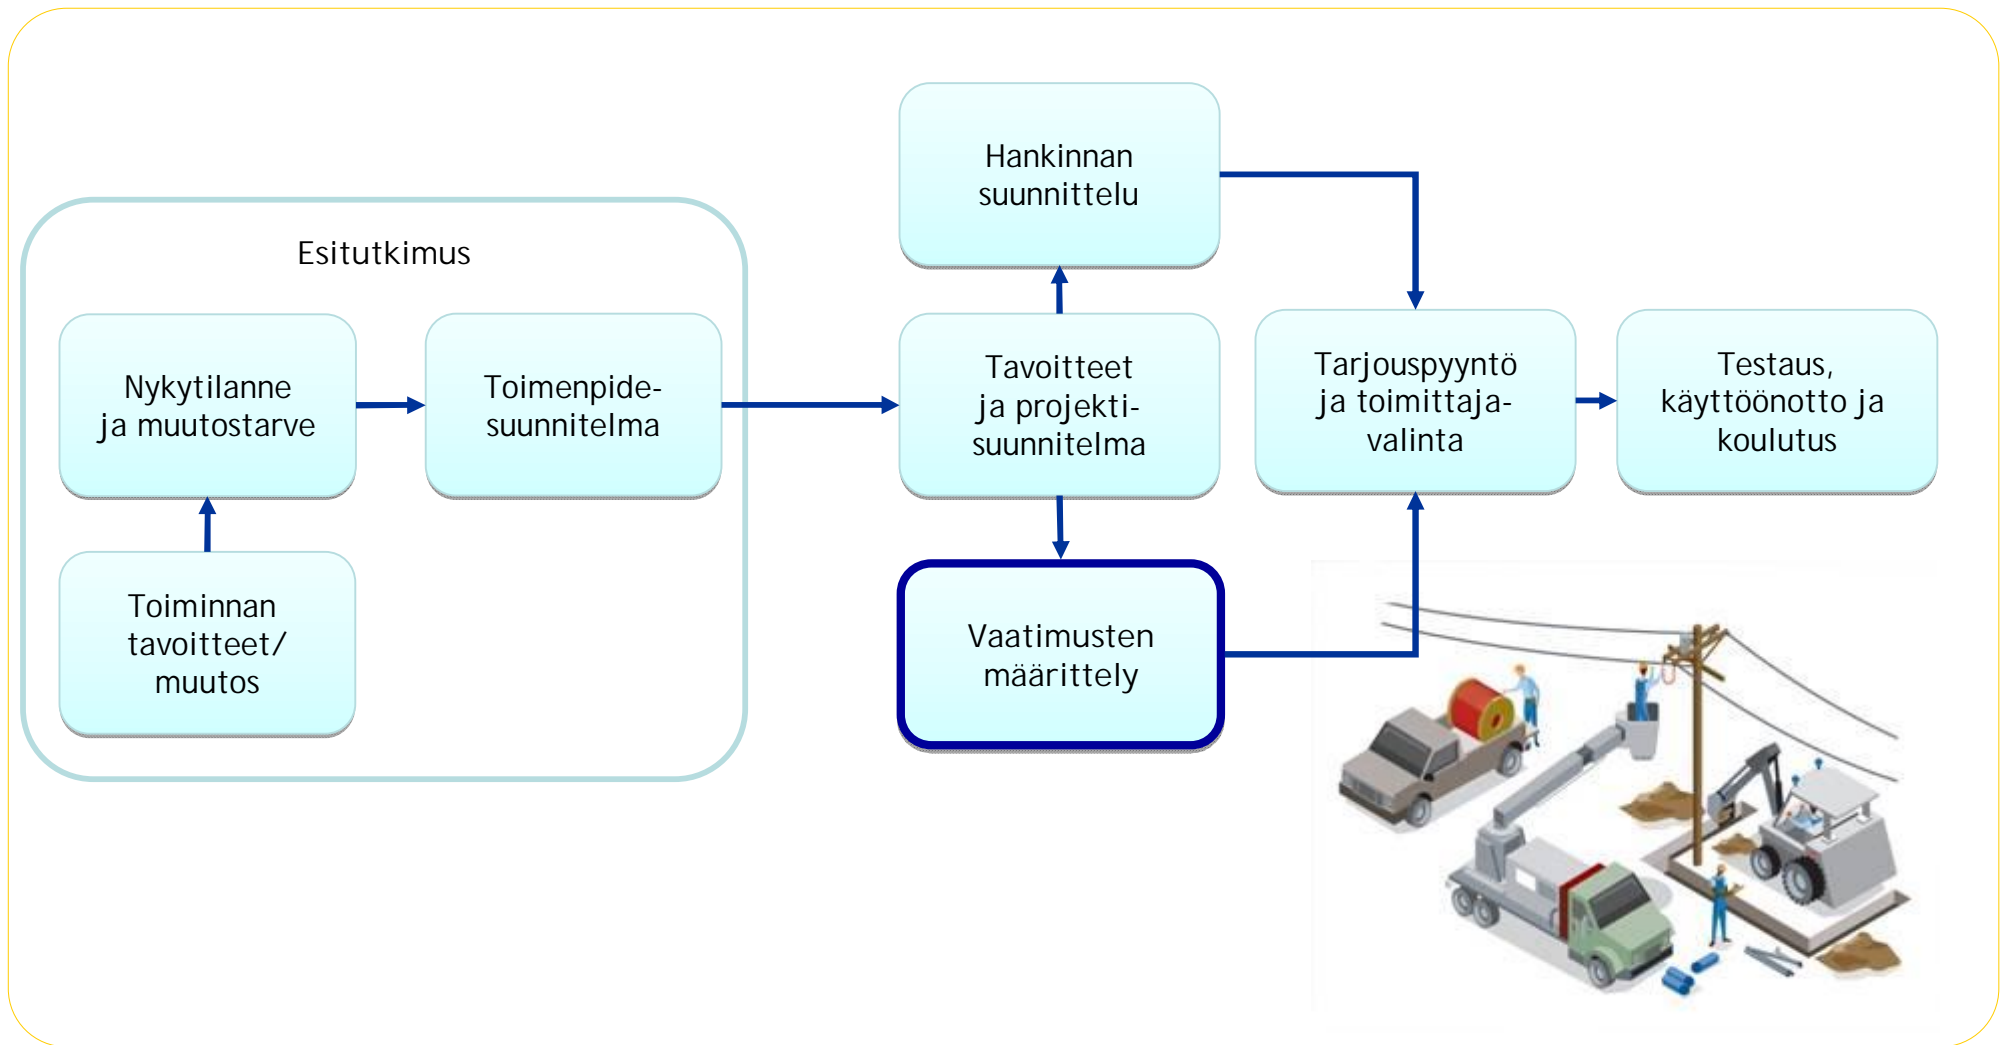 Esitutkimus
Nykytilanne
ja muutostarve
Toimenpide-
suunnitelma
Toiminnan
tavoitteet/
muutos
Hankinnan
suunnittelu
Tavoitteet
ja projekti-
suunnitelma
Vaatimusten
määrittely
Tarjouspyyntö
ja toimittaja-
valinta
Testaus,
käyttöönotto ja
koulutus